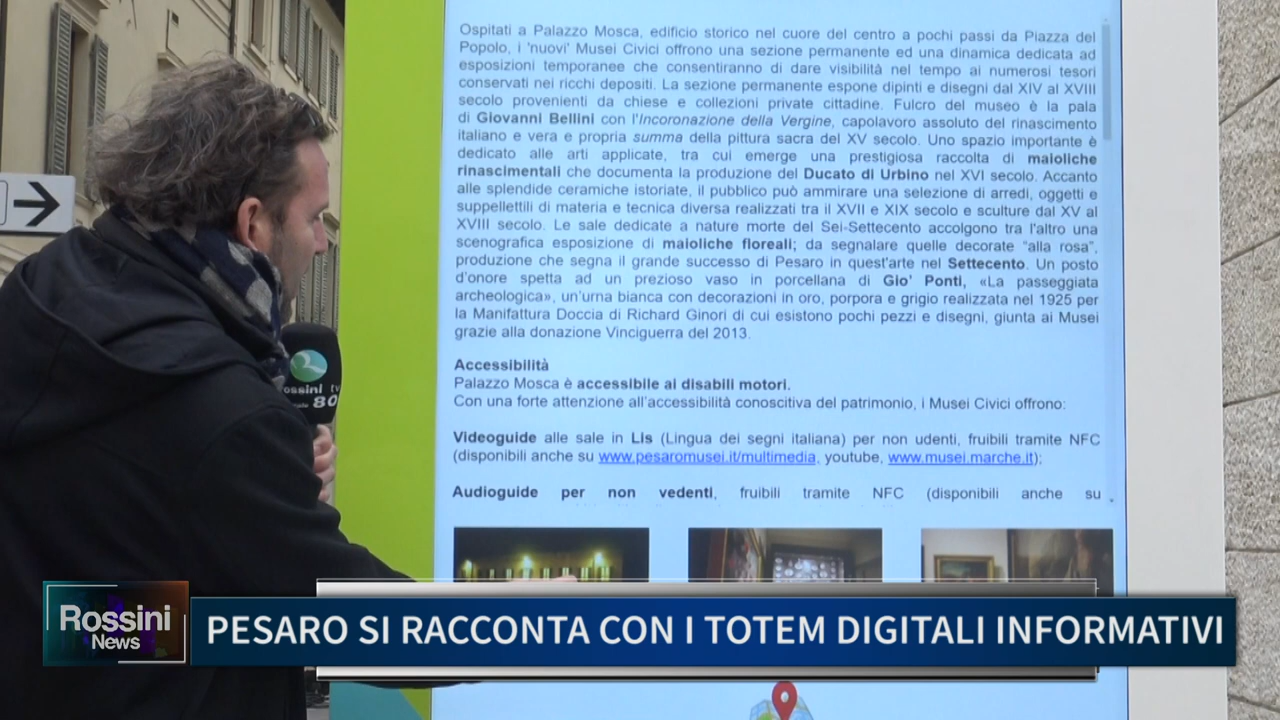 Ospitati a Palazzo Mosca, edificio storico nel cuore del centro a pochi passi da Piazza del
Popolo, i 'nuovi' Musei Civici offrono una sezione permanente ed una dinamica dedicata ad
esposizioni temporanee che consentiranno di dare visibilità nel tempo ai numerosi tesori
conservati nei ricchi depositi. La sezione permanente espone dipinti e disegni dal XIV al XVIII
secolo provenienti da chiese e collezioni private cittadine. Fulcro del museo è la pala
di Giovanni Bellini con l'Incoronazione della Vergine, capolavoro assoluto del rinascimento
italiano e vera e propria summa della pittura sacra del XV secolo. Uno spazio importante è
dedicato alle arti applicate, tra cui emerge una prestigiosa raccolta di maioliche
rinascimentali che documenta la produzione del Ducato di Urbino nel XVI secolo. Accanto
alle splendide ceramiche istoriate, il pubblico può ammirare una selezione di arredi, oggetti e
suppellettili di materia e tecnica diversa realizzati tra il XVII e XIX secolo e sculture dal XV al
XVIII secolo. Le sale dedicate a nature morte del Sei-Settecento accolgono tra l'altro una
scenografica esposizione di maioliche floreali; da segnalare quelle decorate "alla rosa",
produzione che segna il grande successo di Pesaro in quest'arte nel Settecento. Un posto
d'onore spetta ad un prezioso vaso in porcellana di Gio' Ponti, «La passeggiata
archeologica», un'urna bianca con decorazioni in oro, porpora e grigio realizzata nel 1925 per
la Manifattura Doccia di Richard Ginori di cui esistono pochi pezzi e disegni, giunta ai Musei
grazie alla donazione Vinciguerra del 2013.
Accessibilità
Palazzo Mosca è accessibile ai disabili motori.
Con una forte attenzione all'accessibilità conoscitiva del patrimonio, i Musei Civici offrono:
Videoguide alle sale in Lis (Lingua dei segni italiana) per non udenti, fruibili tramite NFC
(disponibili anche su www.pesaromusei.it/multimedia, youtube, www.musei.marche.it);
Audioguide per non vedenti, fruibili tramite NFC (disponibili anche su
Rossini tv
80
Rossini
News
PESARO SI RACCONTA CON I TOTEM DIGITALI INFORMATIVI